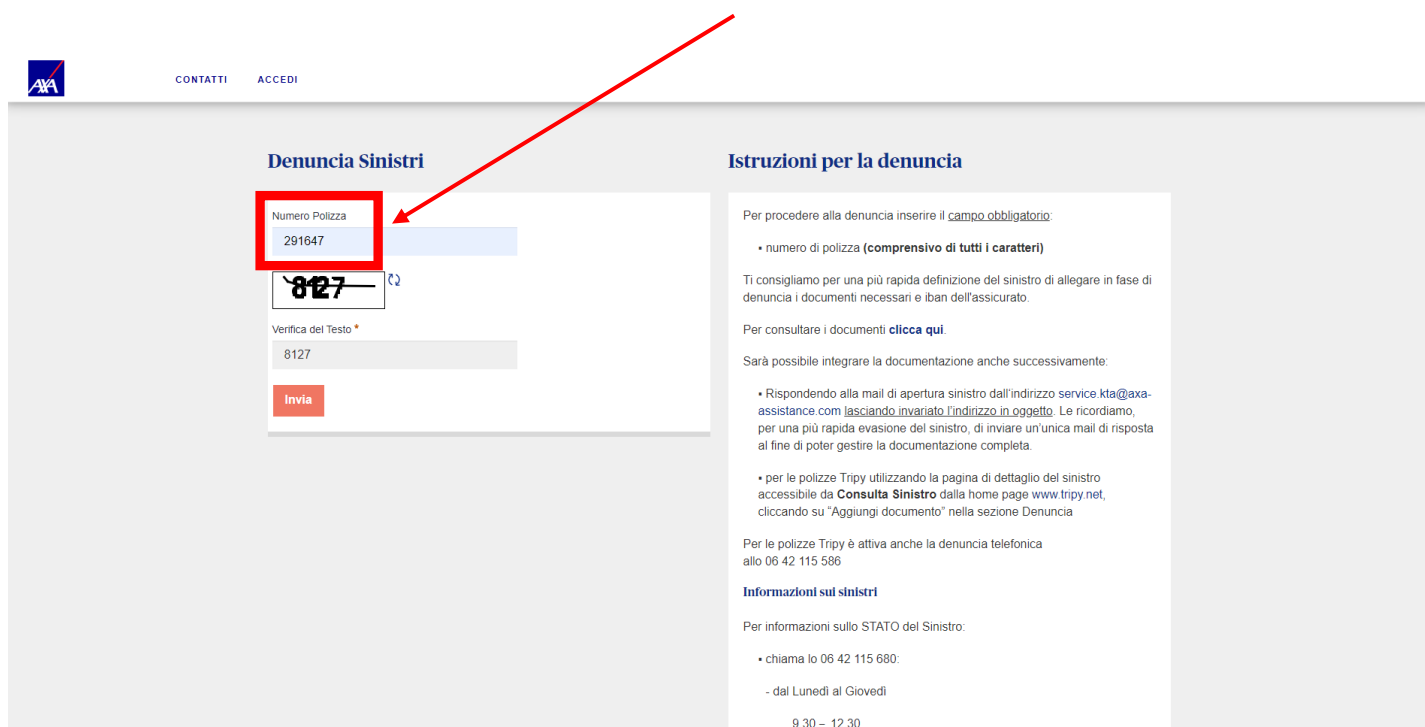 AXA
CONTATTI ACCEDI
Denuncia Sinistri
Numero Polizza
291647
8127
Verifica del Testo *
8127
Invia
Istruzioni per la denuncia
Per procedere alla denuncia inserire il campo obbligatorio:
• numero di polizza (comprensivo di tutti i caratteri)
Ti consigliamo per una più rapida definizione del sinistro di allegare in fase di
denuncia i documenti necessari e iban dell'assicurato.
Per consultare i documenti clicca qui.
Sarà possibile integrare la documentazione anche successivamente:
• Rispondendo alla mail di apertura sinistro dall'indirizzo service.kta@axa-
assistance.com lasciando invariato l'indirizzo in oggetto. Le ricordiamo,
per una più rapida evasione del sinistro, di inviare un'unica mail di risposta
al fine di poter gestire la documentazione completa.
• per le polizze Tripy utilizzando la pagina di dettaglio del sinistro
accessibile da Consulta Sinistro dalla home page www.tripy.net,
cliccando su “Aggiungi documento” nella sezione Denuncia
Per le polizze Tripy è attiva anche la denuncia telefonica
allo 06 42 115 586
Informazioni sui sinistri
Per informazioni sullo STATO del Sinistro:
• chiama lo 06 42 115 680:
- dal Lunedì al Giovedì
9.30 – 12.30